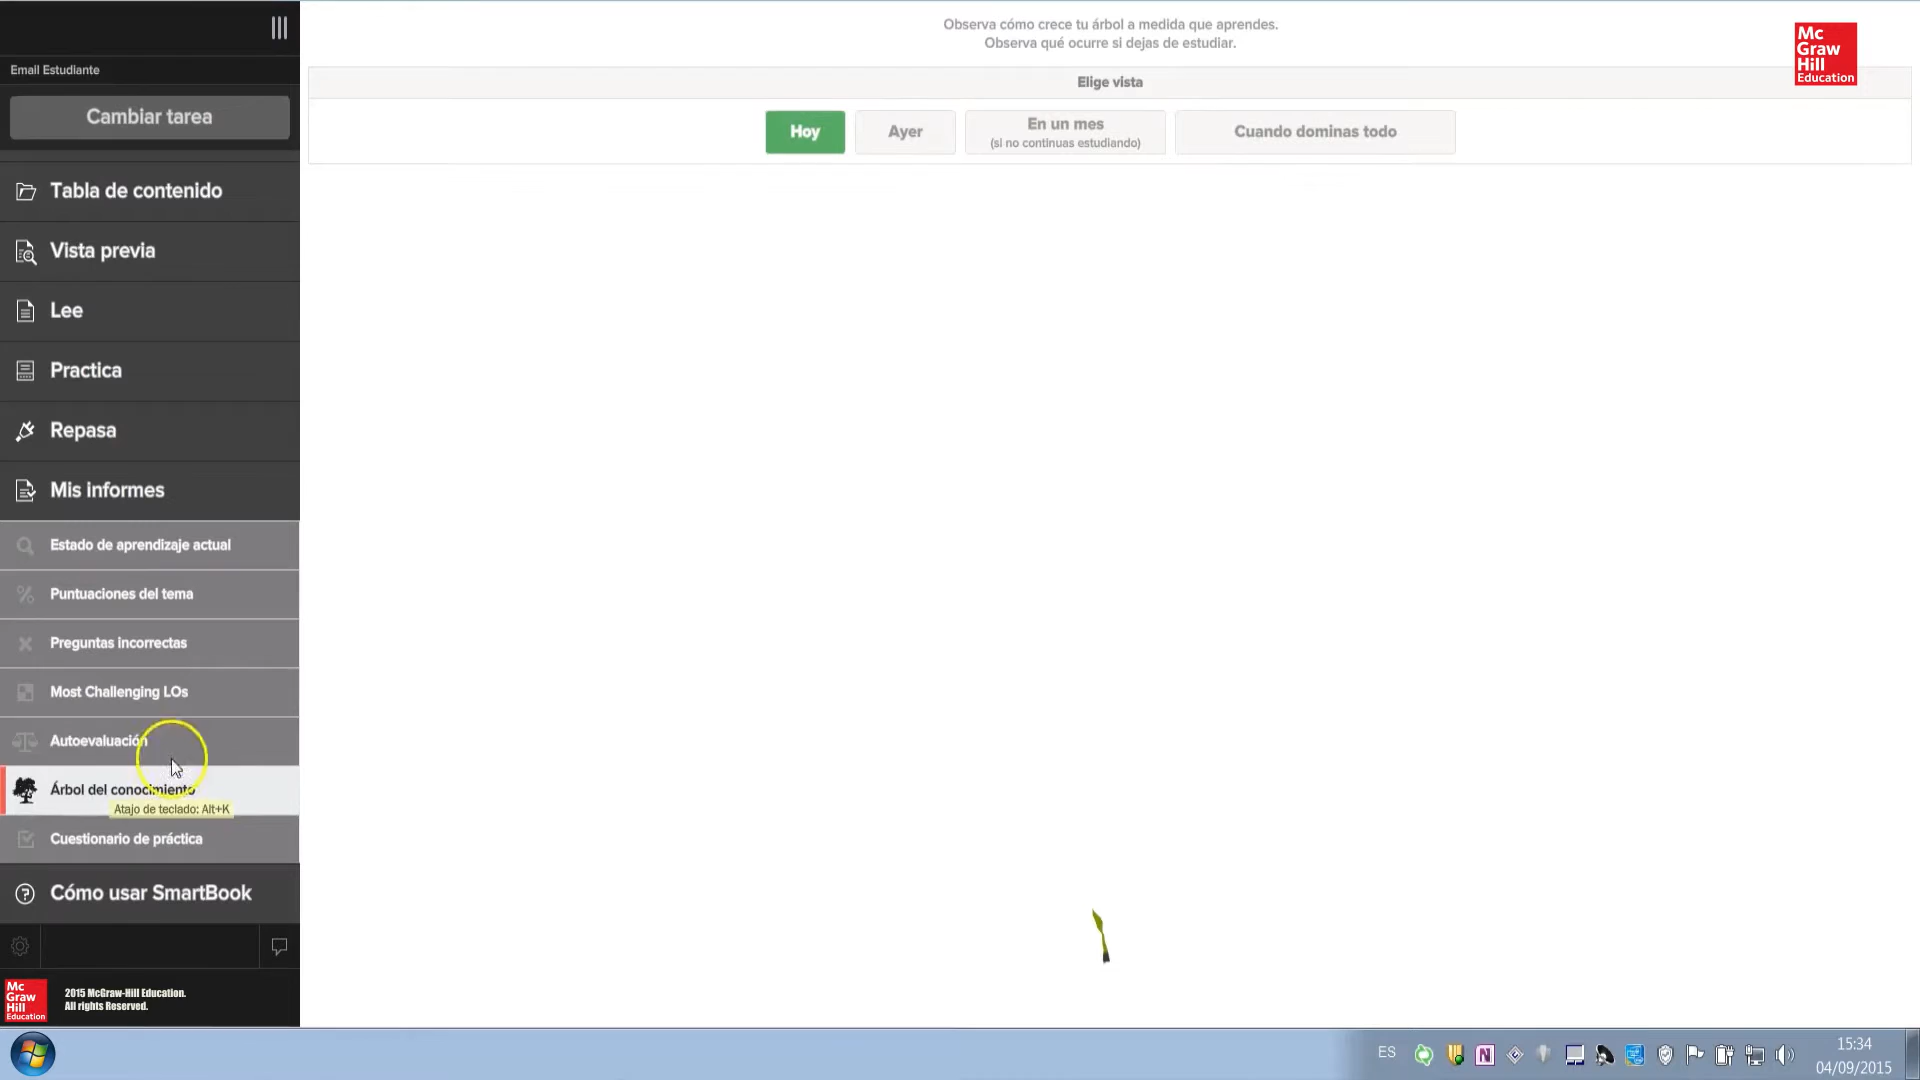 Email Estudiante
Cambiar tarea
Tabla de contenido
Vista previa
Lee
Practica
Repasa
Mis informes
Estado de aprendizaje actual
Puntuaciones del tema
Preguntas incorrectas
Most Challenging LOs
Autoevaluación
Árbol del conocimiento
Atajo de teclado: Alt+K
Cuestionario de práctica
Cómo usar SmartBook
Mc
Graw
Hill
Education
2015 McGraw-Hill Education.
All rights Reserved.
Observa cómo crece tu árbol a medida que aprendes.
Observa qué ocurre si dejas de estudiar.
Elige vista
Hoy
Ayer
En un mes
(si no continuas estudiando)
Cuando dominas todo
Mc
Graw
Hill
Education
ES
15:34
04/09/2015